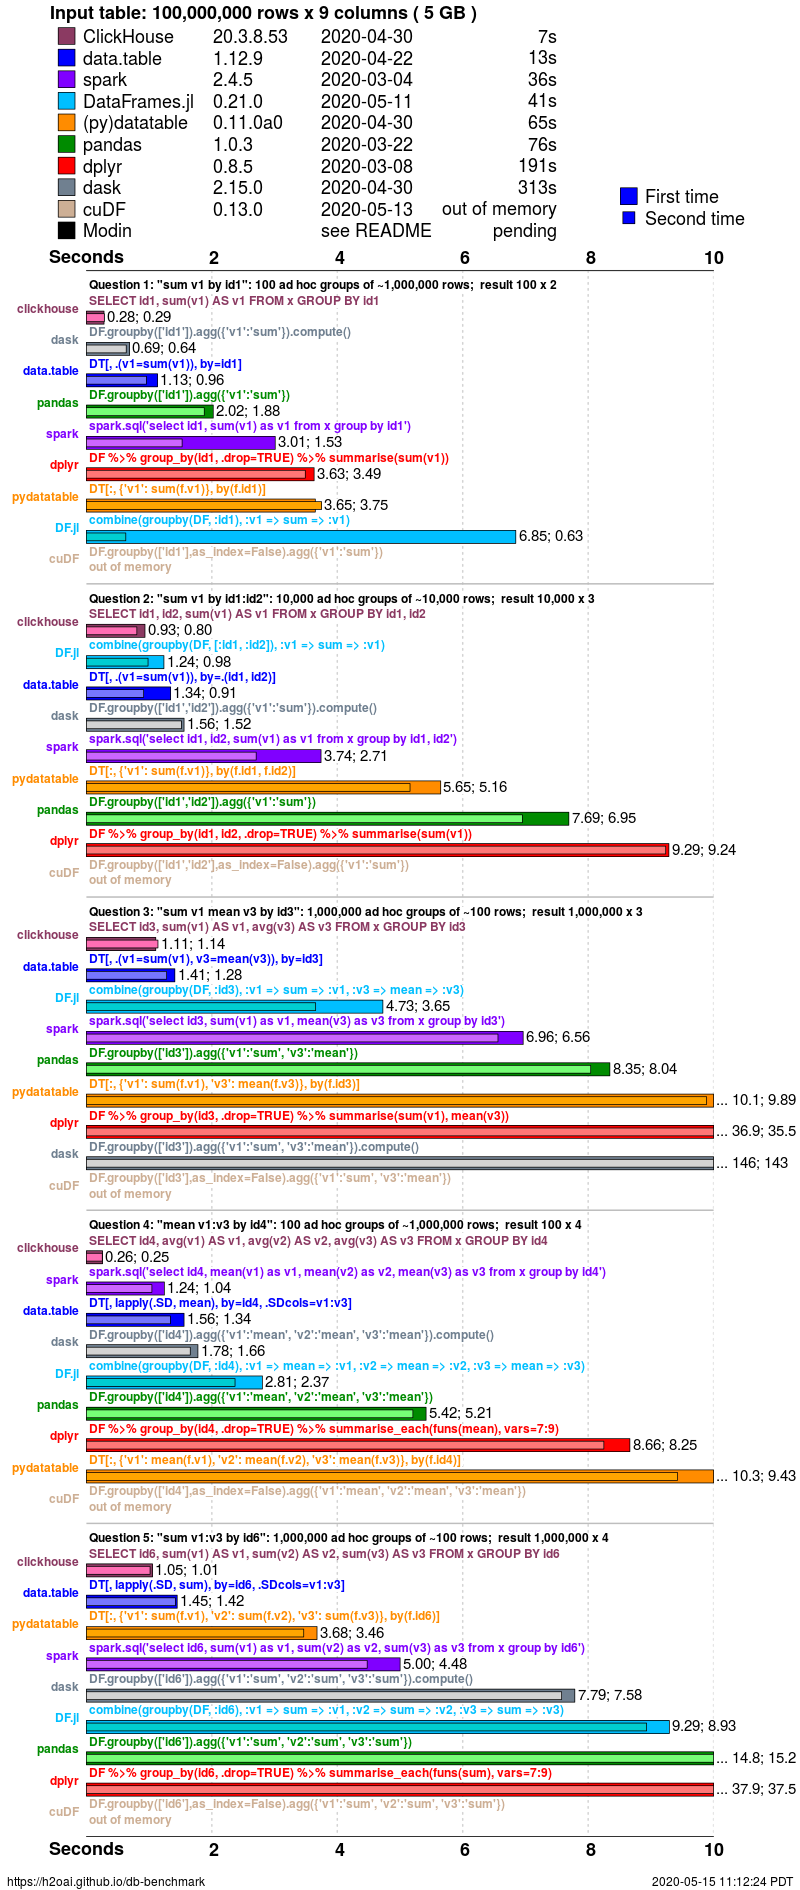 Input table: 100,000,000 rows x 9 columns ( 5 GB )
ClickHouse 20.3.8.53 2020-04-30 7s
data.table 1.12.9 2020-04-22 13s
spark 2.4.5 2020-03-04 36s
DataFrames.jl 0.21.0 2020-05-11 41s
(py)datatable 0.11.0a0 2020-04-30 65s
pandas 1.0.3 2020-03-22 76s
dplyr 0.8.5 2020-03-08 191s
dask 2.15.0 2020-04-30 313s
cuDF 0.13.0 2020-05-13 out of memory
Modin see README pending
First time
Second time
Seconds 2 4 6 8 10
Question 1: "sum v1 by id1": 100 ad hoc groups of ~1,000,000 rows; result 100 x 2
SELECT id1, sum(v1) AS v1 FROM x GROUP BY id1
clickhouse 0.28; 0.29
DF.groupby(['id1']).agg({'v1':'sum'}).compute()
dask 0.69; 0.64
DT[, .(v1=sum(v1)), by=id1]
data.table 1.13; 0.96
DF.groupby(['id1']).agg({'v1':'sum'})
pandas 2.02; 1.88
spark.sql('select id1, sum(v1) as v1 from x group by id1')
spark 3.01; 1.53
DF %>% group_by(id1, .drop=TRUE) %>% summarise(sum(v1))
dplyr 3.63; 3.49
DT[:, {'v1': sum(f.v1)}, by(f.id1)]
pydatatable 3.65; 3.75
combine(groupby(DF, :id1), :v1 => sum => :v1)
DF.jl 6.85; 0.63
DF.groupby(['id1'],as_index=False).agg({'v1':'sum'})
cuDF out of memory
Question 2: "sum v1 by id1:id2": 10,000 ad hoc groups of ~10,000 rows; result 10,000 x 3
SELECT id1, id2, sum(v1) AS v1 FROM x GROUP BY id1, id2
clickhouse 0.93; 0.80
combine(groupby(DF, [:id1, :id2]), :v1 => sum => :v1)
DF.jl 1.24; 0.98
DT[, .(v1=sum(v1)), by=.(id1, id2)]
data.table 1.34; 0.91
DF.groupby(['id1','id2']).agg({'v1':'sum'}).compute()
dask 1.56; 1.52
spark.sql('select id1, id2, sum(v1) as v1 from x group by id1, id2')
spark 3.74; 2.71
DT[:, {'v1': sum(f.v1)}, by(f.id1, f.id2)]
pydatatable 5.65; 5.16
DF.groupby(['id1','id2']).agg({'v1':'sum'})
pandas 7.69; 6.95
DF %>% group_by(id1, id2, .drop=TRUE) %>% summarise(sum(v1))
dplyr 9.29; 9.24
DF.groupby(['id1','id2'],as_index=False).agg({'v1':'sum'})
cuDF out of memory
Question 3: "sum v1 mean v3 by id3": 1,000,000 ad hoc groups of ~100 rows; result 1,000,000 x 3
SELECT id3, sum(v1) AS v1, avg(v3) AS v3 FROM x GROUP BY id3
clickhouse 1.11; 1.14
DT[, .(v1=sum(v1), v3=mean(v3)), by=id3]
data.table 1.41; 1.28
combine(groupby(DF, :id3), :v1 => sum => :v1, :v3 => mean => :v3)
DF.jl 4.73; 3.65
spark.sql('select id3, sum(v1) as v1, mean(v3) as v3 from x group by id3')
spark 6.96; 6.56
DF.groupby(['id3']).agg({'v1':'sum', 'v3':'mean'})
pandas 8.35; 8.04
DT[:, {'v1': sum(f.v1), 'v3': mean(f.v3)}, by(f.id3)]
pydatatable ... 10.1; 9.89
DF %>% group_by(id3, .drop=TRUE) %>% summarise(sum(v1), mean(v3))
dplyr ... 36.9; 35.5
DF.groupby(['id3']).agg({'v1':'sum', 'v3':'mean'}).compute()
dask ... 146; 143
DF.groupby(['id3'],as_index=False).agg({'v1':'sum', 'v3':'mean'})
cuDF out of memory
Question 4: "mean v1:v3 by id4": 100 ad hoc groups of ~1,000,000 rows; result 100 x 4
SELECT id4, avg(v1) AS v1, avg(v2) AS v2, avg(v3) AS v3 FROM x GROUP BY id4
clickhouse 0.26; 0.25
spark.sql('select id4, mean(v1) as v1, mean(v2) as v2, mean(v3) as v3 from x group by id4')
spark 1.24; 1.04
DT[, lapply(.SD, mean), by=id4, .SDcols=v1:v3]
data.table 1.56; 1.34
DF.groupby(['id4']).agg({'v1':'mean', 'v2':'mean', 'v3':'mean'}).compute()
dask 1.78; 1.66
combine(groupby(DF, :id4), :v1 => mean => :v1, :v2 => mean => :v2, :v3 => mean => :v3)
DF.jl 2.81; 2.37
DF.groupby(['id4']).agg({'v1':'mean', 'v2':'mean', 'v3':'mean'})
pandas 5.42; 5.21
DF %>% group_by(id4, .drop=TRUE) %>% summarise_each(funs(mean), vars=7:9)
dplyr 8.66; 8.25
DT[:, {'v1': mean(f.v1), 'v2': mean(f.v2), 'v3': mean(f.v3)}, by(f.id4)]
pydatatable ... 10.3; 9.43
DF.groupby(['id4'],as_index=False).agg({'v1':'mean', 'v2':'mean', 'v3':'mean'})
cuDF out of memory
Question 5: "sum v1:v3 by id6": 1,000,000 ad hoc groups of ~100 rows; result 1,000,000 x 4
SELECT id6, sum(v1) AS v1, sum(v2) AS v2, sum(v3) AS v3 FROM x GROUP BY id6
clickhouse 1.05; 1.01
DT[, lapply(.SD, sum), by=id6, .SDcols=v1:v3]
data.table 1.45; 1.42
DT[:, {'v1': sum(f.v1), 'v2': sum(f.v2), 'v3': sum(f.v3)}, by(f.id6)]
pydatatable 3.68; 3.46
spark.sql('select id6, sum(v1) as v1, sum(v2) as v2, sum(v3) as v3 from x group by id6')
spark 5.00; 4.48
DF.groupby(['id6']).agg({'v1':'sum', 'v2':'sum', 'v3':'sum'}).compute()
dask 7.79; 7.58
combine(groupby(DF, :id6), :v1 => sum => :v1, :v2 => sum => :v2, :v3 => sum => :v3)
DF.jl 9.29; 8.93
DF.groupby(['id6']).agg({'v1':'sum', 'v2':'sum', 'v3':'sum'})
pandas ... 14.8; 15.2
DF %>% group_by(id6, .drop=TRUE) %>% summarise_each(funs(sum), vars=7:9)
dplyr ... 37.9; 37.5
DF.groupby(['id6'],as_index=False).agg({'v1':'sum', 'v2':'sum', 'v3':'sum'})
cuDF out of memory
Seconds 2 4 6 8 10
https://h2oai.github.io/db-benchmark 2020-05-15 11:12:24 PDT